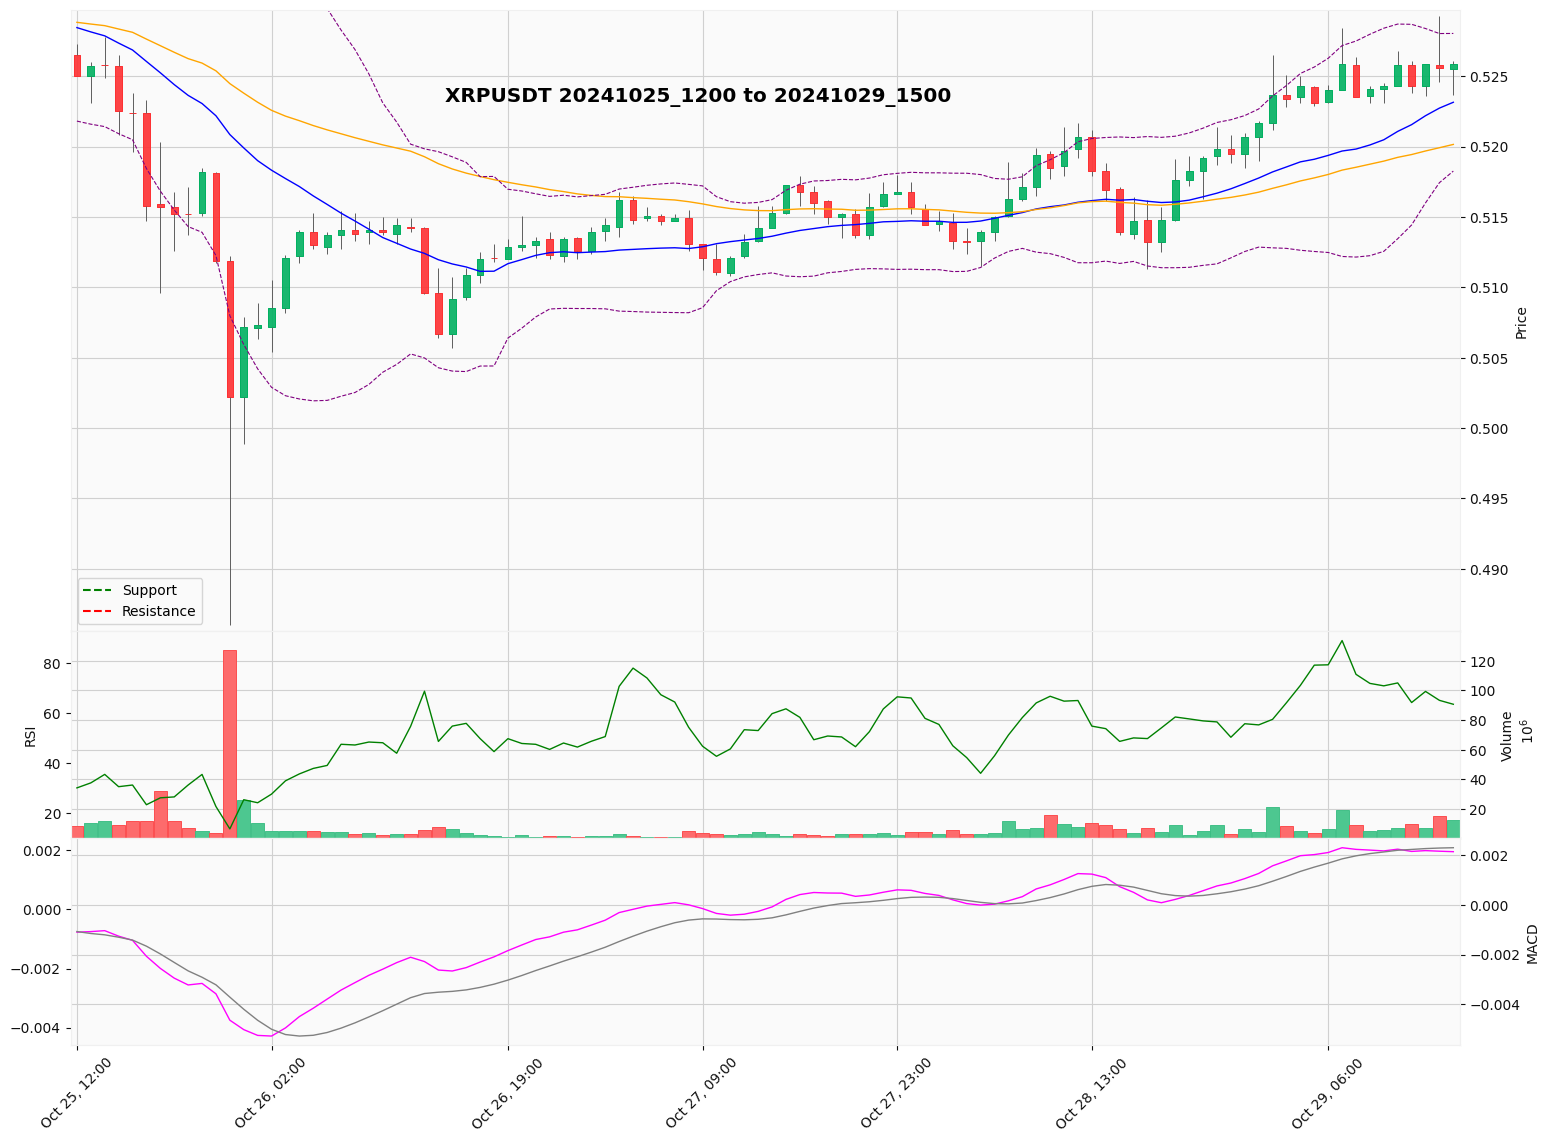 XRPUSDT 20241025_1200 to 20241029_1500
0.525
0.520
0.515
0.510
0.505
0.500
0.495
0.490
Price
Support
Resistance
80
60
40
20
RSI
120
100
80
60
40
20
Volume
10^6
0.002
0.000
−0.002
−0.004
0.002
0.000
−0.002
−0.004
MACD
Oct 25, 12:00
Oct 26, 02:00
Oct 26, 19:00
Oct 27, 09:00
Oct 27, 23:00
Oct 28, 13:00
Oct 29, 06:00